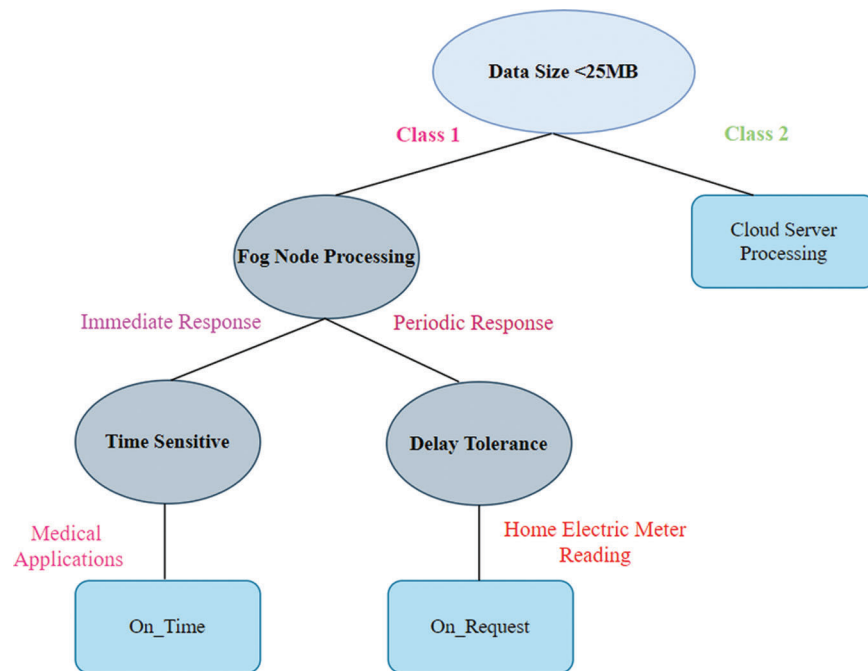 Data Size <25MB
Class 1
Class 2
Fog Node Processing
Cloud Server
Processing
Immediate Response
Periodic Response
Time Sensitive
Delay Tolerance
Medical
Applications
Home Electric Meter
Reading
On_Time
On_Request